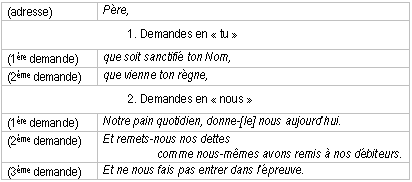 (adresse) Père,
1. Demandes en « tu »
(1ère demande) que soit sanctifié ton Nom,
(2ème demande) que vienne ton règne,
2. Demandes en « nous »
(1ère demande) Notre pain quotidien, donne-[le] nous aujourd'hui.
(2ème demande) Et remets-nous nos dettes
comme nous-mêmes avons remis à nos débiteurs.
(3ème demande) Et ne nous fais pas entrer dans l'épreuve.